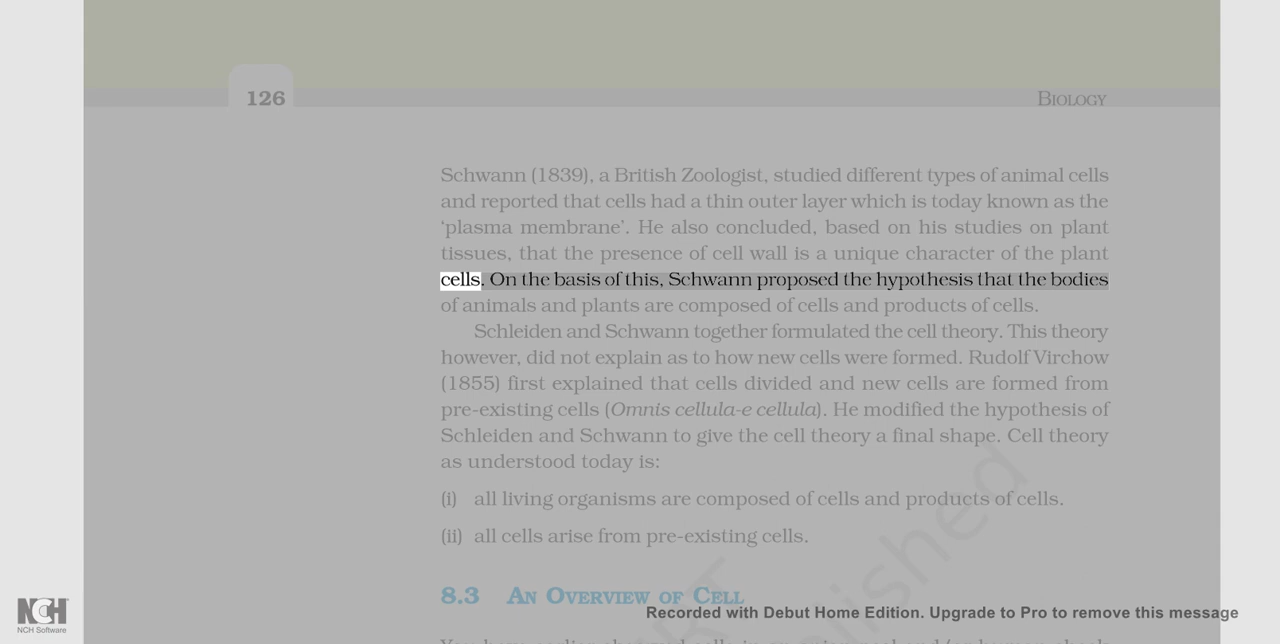 126
BIOLOGY
Schwann (1839), a British Zoologist, studied different types of animal cells
and reported that cells had a thin outer layer which is today known as the
‘plasma membrane’. He also concluded, based on his studies on plant
tissues, that the presence of cell wall is a unique character of the plant
cells. On the basis of this, Schwann proposed the hypothesis that the bodies
of animals and plants are composed of cells and products of cells.
Schleiden and Schwann together formulated the cell theory. This theory
however, did not explain as to how new cells were formed. Rudolf Virchow
(1855) first explained that cells divided and new cells are formed from
pre-existing cells (Omnis cellula-e cellula). He modified the hypothesis of
Schleiden and Schwann to give the cell theory a final shape. Cell theory
as understood today is:
(i) all living organisms are composed of cells and products of cells.
(ii) all cells arise from pre-existing cells.
8.3 AN OVERVIEW OF CELL
Recorded with Debut Home Edition. Upgrade to Pro to remove this message
NCH
NCH Software